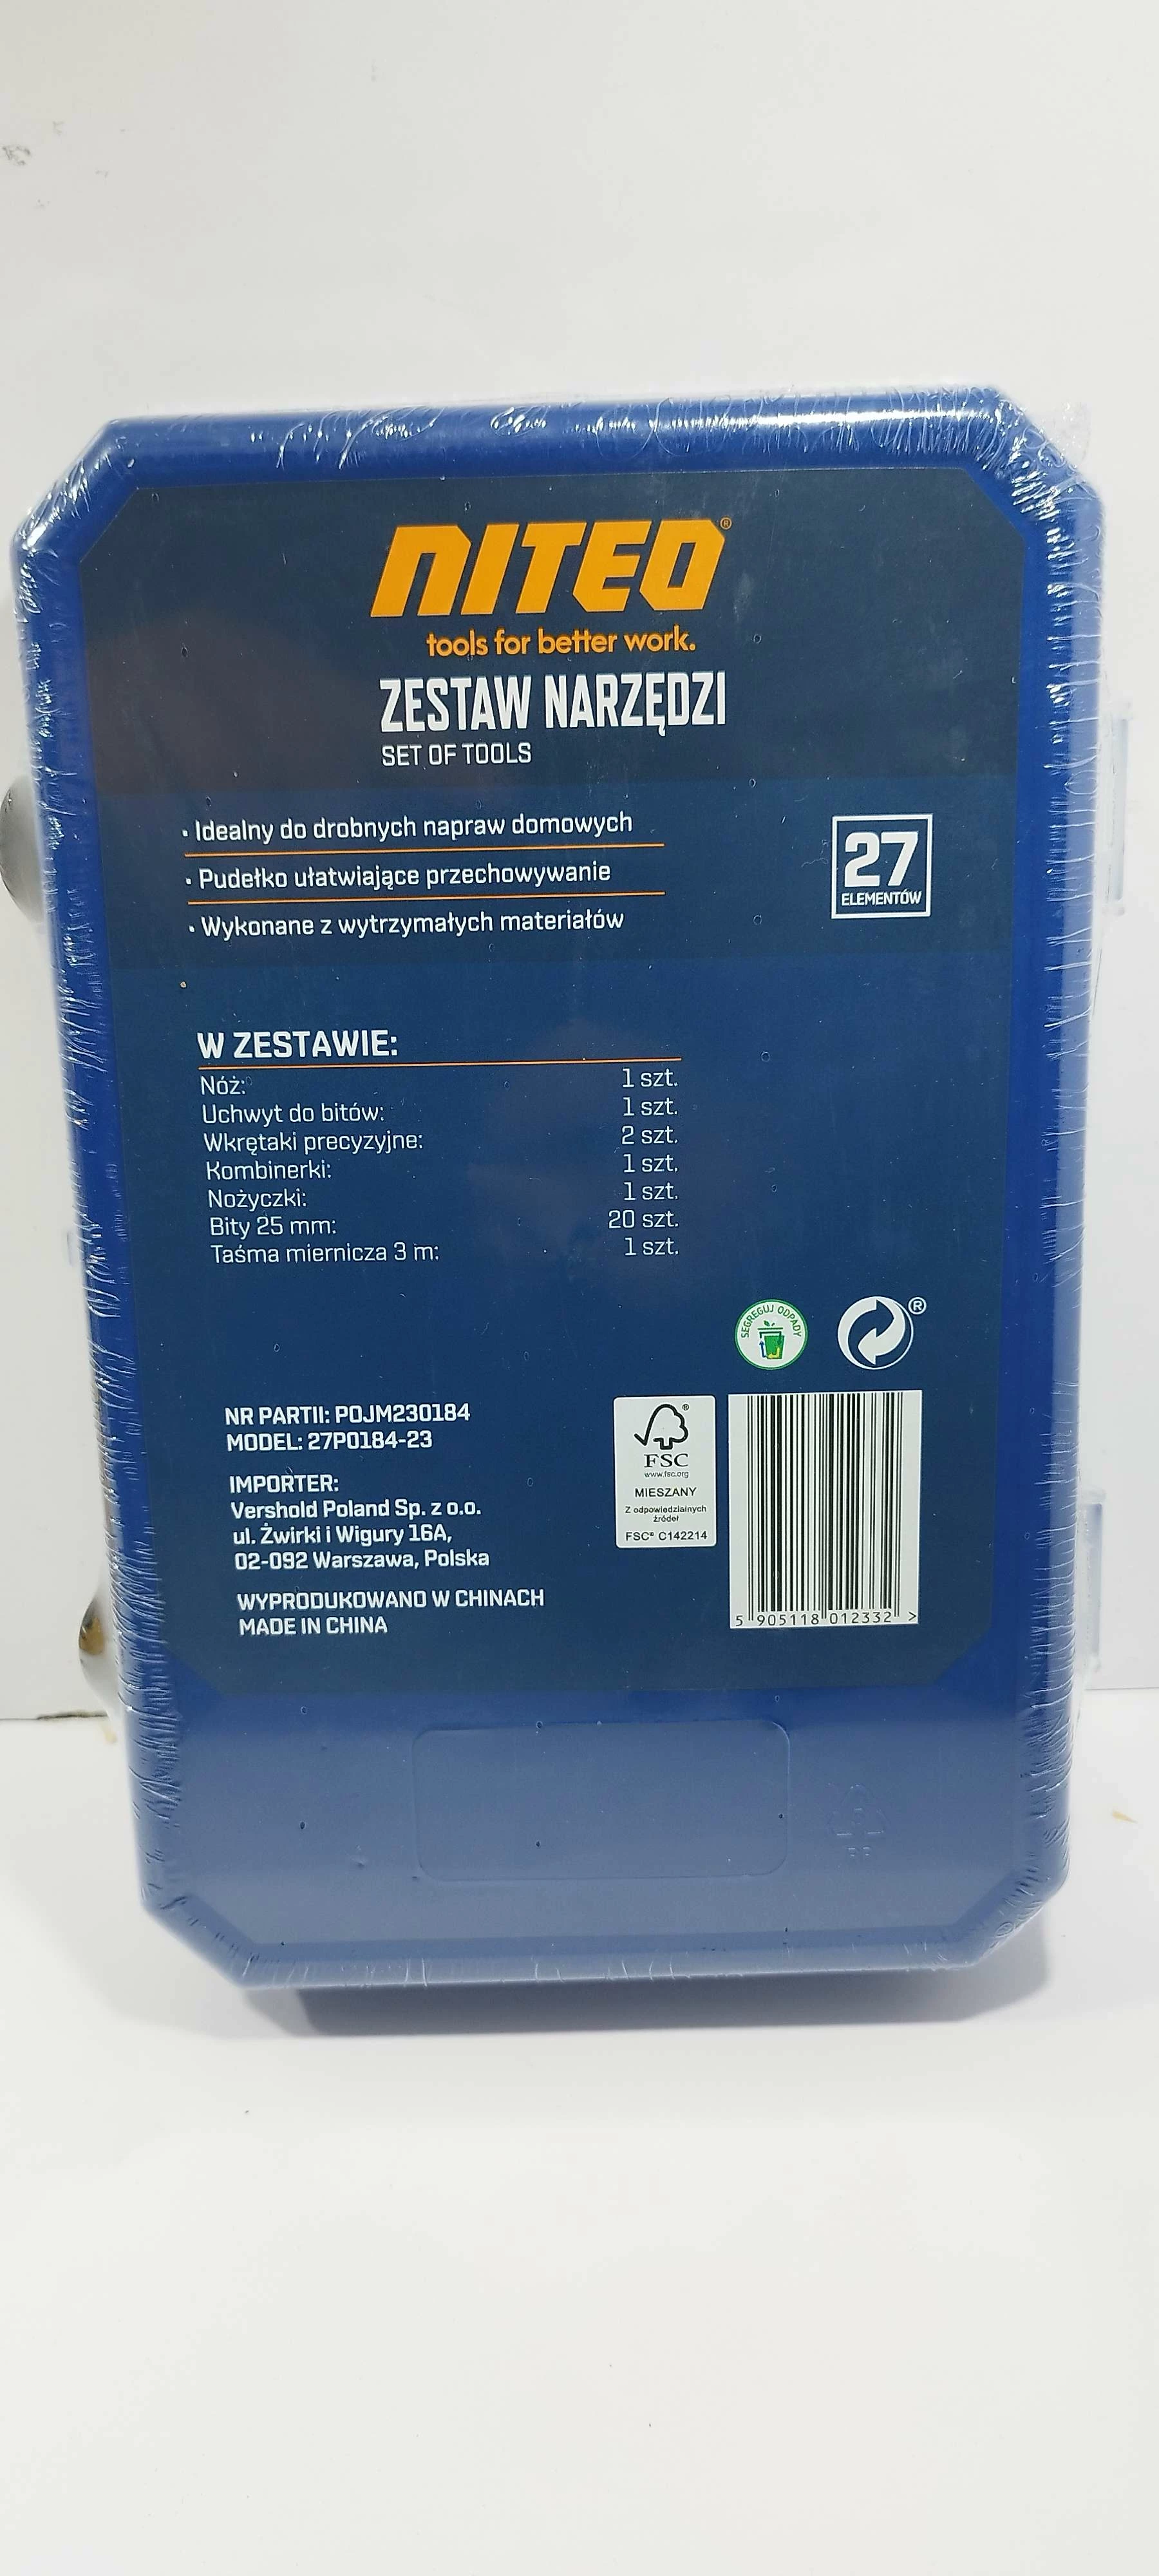 NITEO®
tools for better work.
ZESTAW NARZĘDZI
SET OF TOOLS
• Idealny do drobnych napraw domowych
• Pudełko ułatwiające przechowywanie
• Wykonane z wytrzymałych materiałów
27
ELEMENTÓW
W ZESTAWIE:
Nóż: 1 szt.
Uchwyt do bitów: 1 szt.
Wkrętaki precyzyjne: 2 szt.
Kombinerki: 1 szt.
Nożyczki: 1 szt.
Bity 25 mm: 20 szt.
Taśma miernicza 3 m: 1 szt.
SEGREGUJ ODPADY
®
NR PARTII: POJM230184
MODEL: 27P0184-23
IMPORTER:
Vershold Poland Sp. z o.o.
ul. Żwirki i Wigury 16A,
02-092 Warszawa, Polska
WYPRODUKOWANO W CHINACH
MADE IN CHINA
®
FSC
www.fsc.org
MIESZANY
Z odpowiedzialnych
źródeł
FSC® C142214
5 905118 012332 >
PP